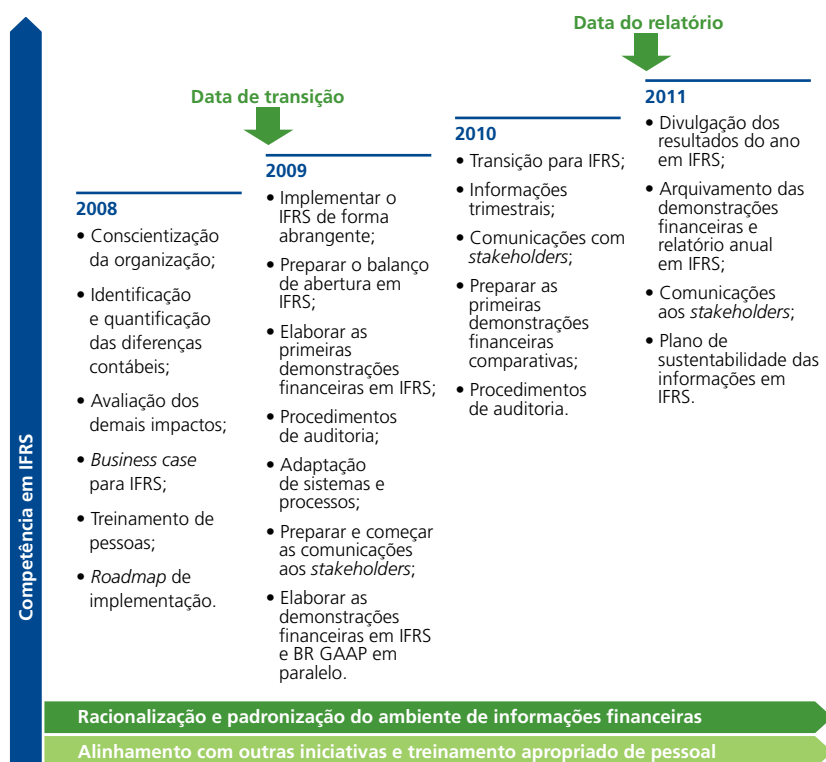 Data do relatório
Data de transição
Competência em IFRS
2008
• Conscientização
da organização;
• Identificação
e quantificação
das diferenças
contábeis;
• Avaliação dos
demais impactos;
• Business case
para IFRS;
• Treinamento de
pessoas;
• Roadmap de
implementação.
2009
• Implementar o
IFRS de forma
abrangente;
• Preparar o balanço
de abertura em
IFRS;
• Elaborar as
primeiras
demonstrações
financeiras em IFRS;
• Procedimentos
de auditoria;
• Adaptação
de sistemas e
processos;
• Preparar e começar
as comunicações
aos stakeholders;
• Elaborar as
demonstrações
financeiras em IFRS
e BR GAAP em
paralelo.
2010
• Transição para IFRS;
• Informações
trimestrais;
• Comunicações com
stakeholders;
• Preparar as
primeiras
demonstrações
financeiras
comparativas;
• Procedimentos
de auditoria.
2011
• Divulgação dos
resultados do ano
em IFRS;
• Arquivamento das
demonstrações
financeiras e
relatório anual
em IFRS;
• Comunicações
aos stakeholders;
• Plano de
sustentabilidade das
informações em
IFRS.
Racionalização e padronização do ambiente de informações financeiras
Alinhamento com outras iniciativas e treinamento apropriado de pessoal